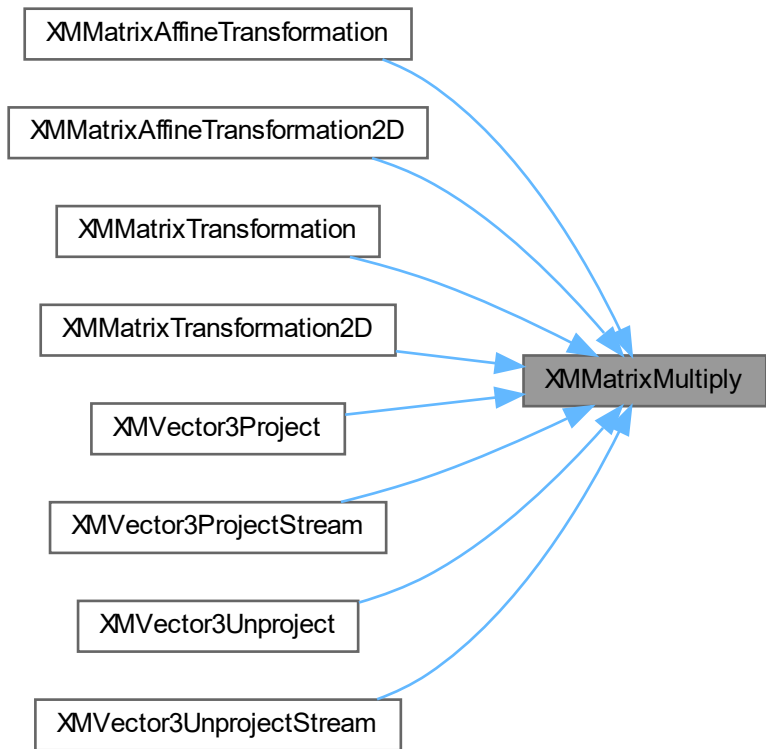 XMMatrixAffineTransformation
XMMatrixAffineTransformation2D
XMMatrixTransformation
XMMatrixTransformation2D
XMMatrixMultiply
XMVector3Project
XMVector3ProjectStream
XMVector3Unproject
XMVector3UnprojectStream